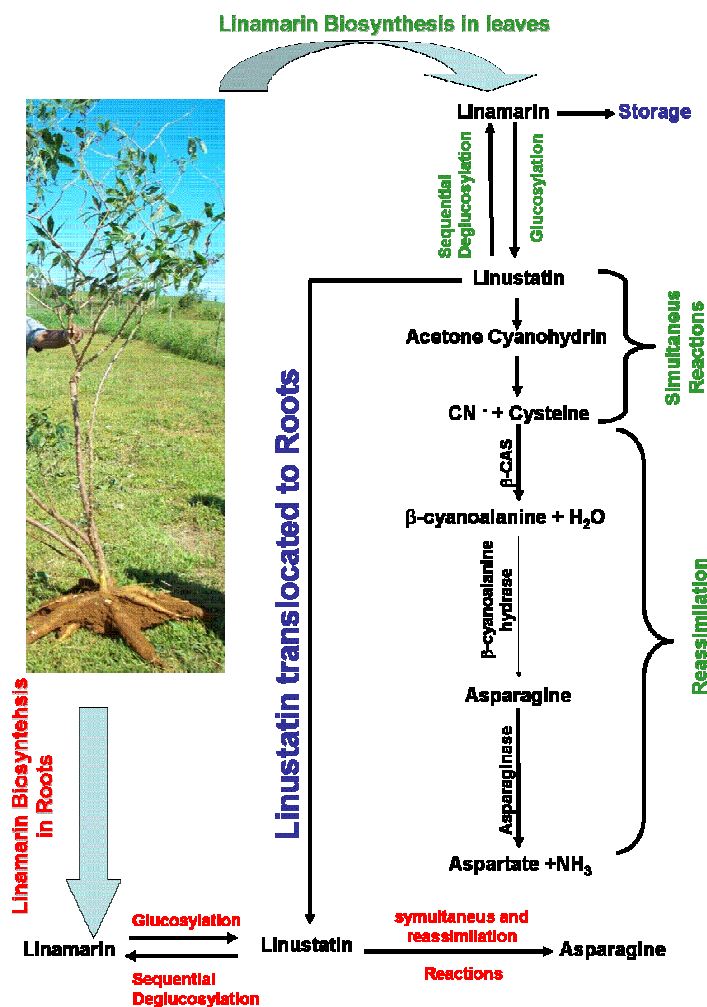 Linamarin Biosynthesis in leaves
Linamarin
Storage
Sequential
Deglucosylation
Glucosylation
Linustatin
Acetone Cyanohydrin
Simultaneus
Reactions
CN - + Cysteine
β-CAS
β-cyanoalanine + H₂O
β-cyanoalanine
hydrase
Reassimilation
Asparagine
Asparaginase
Aspartate +NH₃
Linustatin translocated to Roots
Linamarin Biosyntehsis
in Roots
Linamarin
Glucosylation
Sequential
Deglucosylation
Linustatin
symultaneus and
reassimilation
Reactions
Asparagine